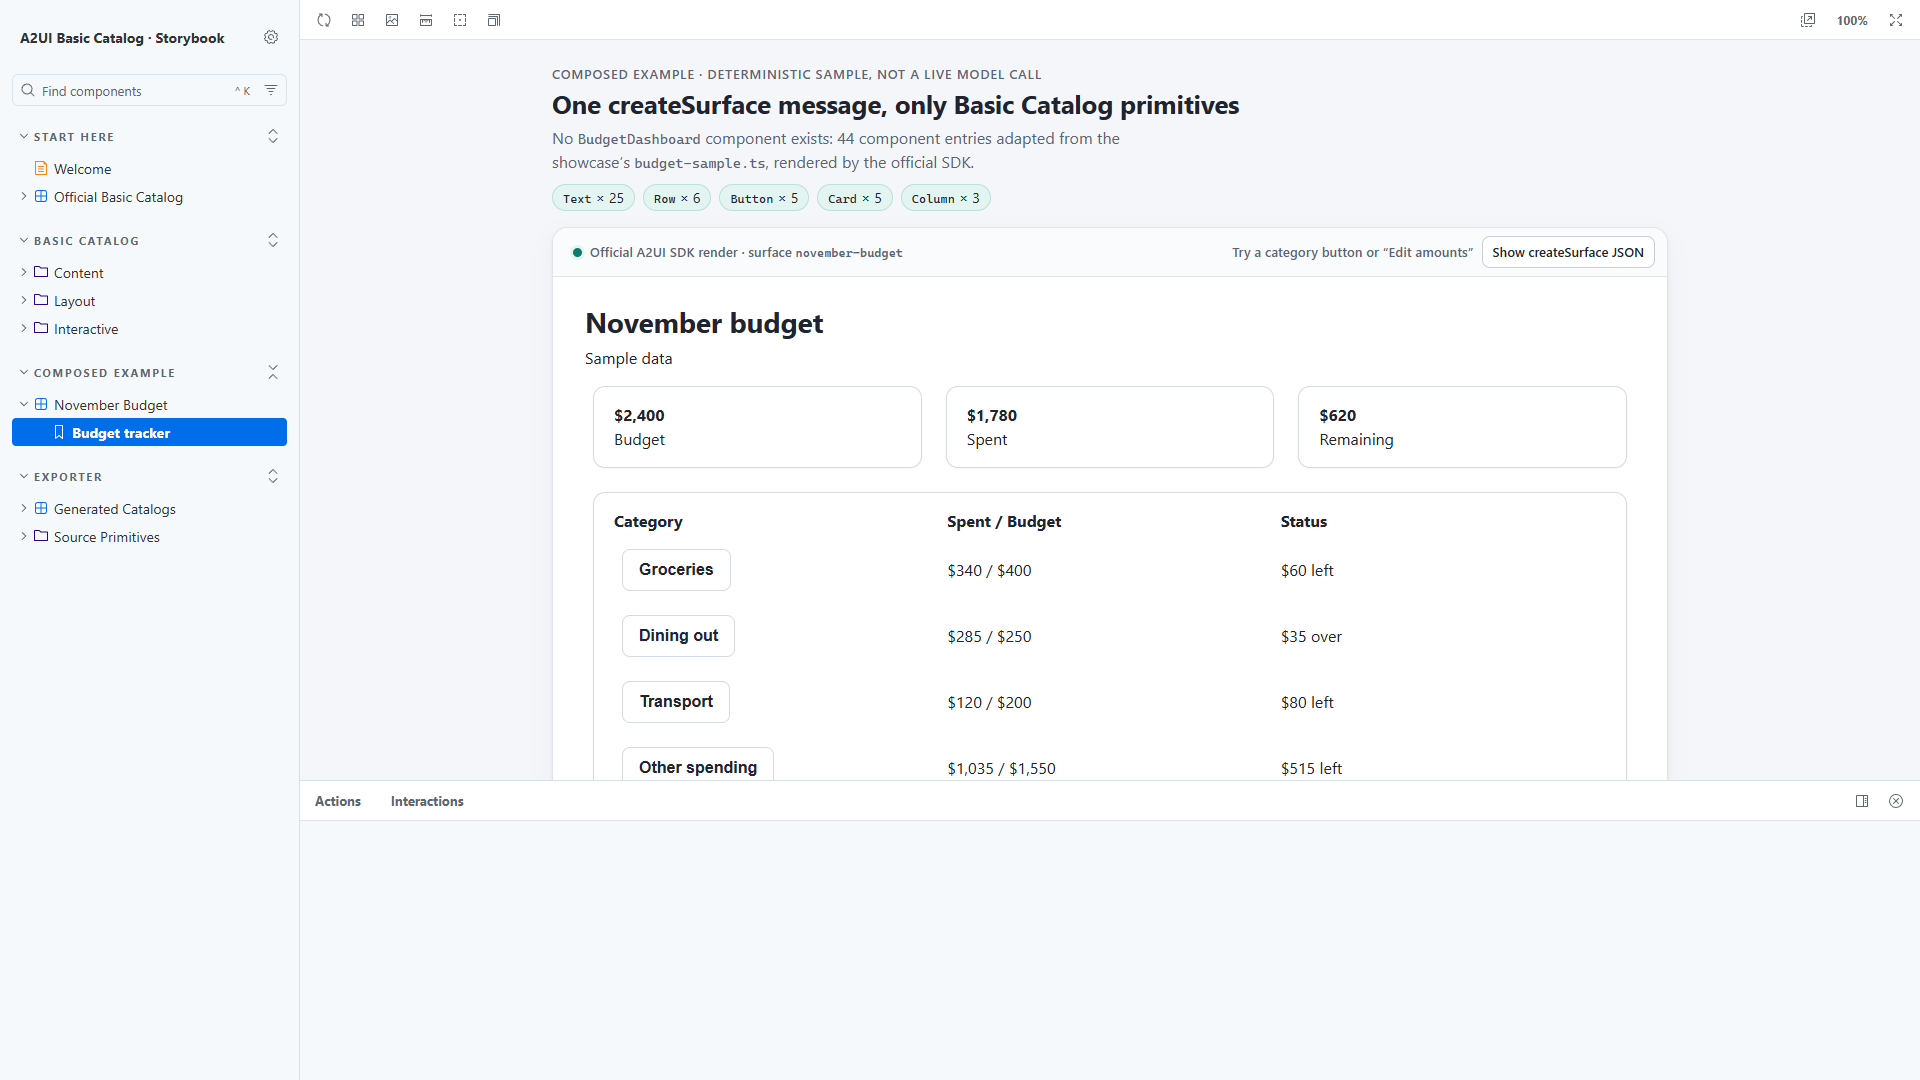 A2UI Basic Catalog · Storybook
Find components
^ K
START HERE
Welcome
Official Basic Catalog
BASIC CATALOG
Content
Layout
Interactive
COMPOSED EXAMPLE
November Budget
Budget tracker
EXPORTER
Generated Catalogs
Source Primitives
100%
COMPOSED EXAMPLE · DETERMINISTIC SAMPLE, NOT A LIVE MODEL CALL
One createSurface message, only Basic Catalog primitives
No BudgetDashboard component exists: 44 component entries adapted from the
showcase’s budget-sample.ts, rendered by the official SDK.
Text × 25
Row × 6
Button × 5
Card × 5
Column × 3
Official A2UI SDK render · surface november-budget
Try a category button or “Edit amounts”
Show createSurface JSON
November budget
Sample data
$2,400
Budget
$1,780
Spent
$620
Remaining
Category
Spent / Budget
Status
Groceries
$340 / $400
$60 left
Dining out
$285 / $250
$35 over
Transport
$120 / $200
$80 left
Other spending
$1,035 / $1,550
$515 left
Actions
Interactions